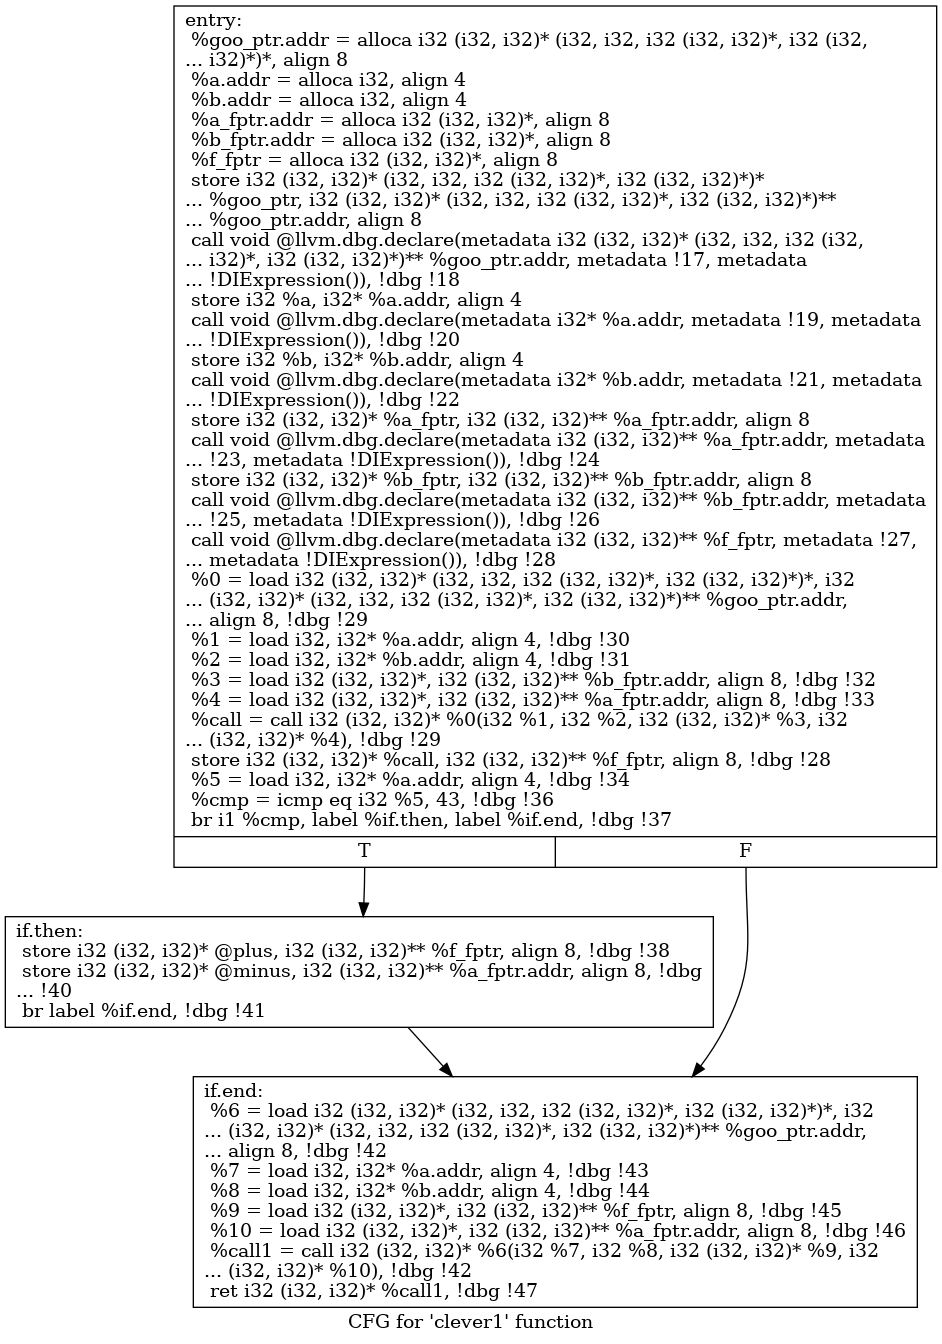 entry:
%goo_ptr.addr = alloca i32 (i32, i32)* (i32, i32, i32 (i32, i32)*, i32 (i32,
... i32)*)*, align 8
%a.addr = alloca i32, align 4
%b.addr = alloca i32, align 4
%a_fptr.addr = alloca i32 (i32, i32)*, align 8
%b_fptr.addr = alloca i32 (i32, i32)*, align 8
%f_fptr = alloca i32 (i32, i32)*, align 8
store i32 (i32, i32)* (i32, i32, i32 (i32, i32)*, i32 (i32, i32)*)*
... %goo_ptr, i32 (i32, i32)* (i32, i32, i32 (i32, i32)*, i32 (i32, i32)*)**
... %goo_ptr.addr, align 8
call void @llvm.dbg.declare(metadata i32 (i32, i32)* (i32, i32, i32 (i32,
... i32)*, i32 (i32, i32)*)** %goo_ptr.addr, metadata !17, metadata
... !DIExpression()), !dbg !18
store i32 %a, i32* %a.addr, align 4
call void @llvm.dbg.declare(metadata i32* %a.addr, metadata !19, metadata
... !DIExpression()), !dbg !20
store i32 %b, i32* %b.addr, align 4
call void @llvm.dbg.declare(metadata i32* %b.addr, metadata !21, metadata
... !DIExpression()), !dbg !22
store i32 (i32, i32)* %a_fptr, i32 (i32, i32)** %a_fptr.addr, align 8
call void @llvm.dbg.declare(metadata i32 (i32, i32)** %a_fptr.addr, metadata
... !23, metadata !DIExpression()), !dbg !24
store i32 (i32, i32)* %b_fptr, i32 (i32, i32)** %b_fptr.addr, align 8
call void @llvm.dbg.declare(metadata i32 (i32, i32)** %b_fptr.addr, metadata
... !25, metadata !DIExpression()), !dbg !26
call void @llvm.dbg.declare(metadata i32 (i32, i32)** %f_fptr, metadata !27,
... metadata !DIExpression()), !dbg !28
%0 = load i32 (i32, i32)* (i32, i32, i32 (i32, i32)*, i32 (i32, i32)*)*, i32
... (i32, i32)* (i32, i32, i32 (i32, i32)*, i32 (i32, i32)*)** %goo_ptr.addr,
... align 8, !dbg !29
%1 = load i32, i32* %a.addr, align 4, !dbg !30
%2 = load i32, i32* %b.addr, align 4, !dbg !31
%3 = load i32 (i32, i32)*, i32 (i32, i32)** %b_fptr.addr, align 8, !dbg !32
%4 = load i32 (i32, i32)*, i32 (i32, i32)** %a_fptr.addr, align 8, !dbg !33
%call = call i32 (i32, i32)* %0(i32 %1, i32 %2, i32 (i32, i32)* %3, i32
... (i32, i32)* %4), !dbg !29
store i32 (i32, i32)* %call, i32 (i32, i32)** %f_fptr, align 8, !dbg !28
%5 = load i32, i32* %a.addr, align 4, !dbg !34
%cmp = icmp eq i32 %5, 43, !dbg !36
br i1 %cmp, label %if.then, label %if.end, !dbg !37
T
F
if.then:
store i32 (i32, i32)* @plus, i32 (i32, i32)** %f_fptr, align 8, !dbg !38
store i32 (i32, i32)* @minus, i32 (i32, i32)** %a_fptr.addr, align 8, !dbg
... !40
br label %if.end, !dbg !41
if.end:
%6 = load i32 (i32, i32)* (i32, i32, i32 (i32, i32)*, i32 (i32, i32)*)*, i32
... (i32, i32)* (i32, i32, i32 (i32, i32)*, i32 (i32, i32)*)** %goo_ptr.addr,
... align 8, !dbg !42
%7 = load i32, i32* %a.addr, align 4, !dbg !43
%8 = load i32, i32* %b.addr, align 4, !dbg !44
%9 = load i32 (i32, i32)*, i32 (i32, i32)** %f_fptr, align 8, !dbg !45
%10 = load i32 (i32, i32)*, i32 (i32, i32)** %a_fptr.addr, align 8, !dbg !46
%call1 = call i32 (i32, i32)* %6(i32 %7, i32 %8, i32 (i32, i32)* %9, i32
... (i32, i32)* %10), !dbg !42
ret i32 (i32, i32)* %call1, !dbg !47
CFG for 'clever1' function